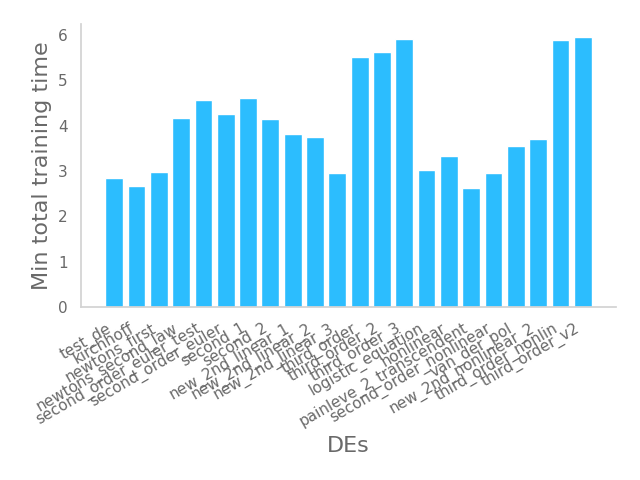 Min total training time
6
5
4
3
2
1
0
test_de
kirchhoff
newtons_first
newtons_second_law
second_order_euler_test
second_order_euler
second_1
second_2
new_2nd_linear_1
new_2nd_linear_2
new_2nd_linear_3
third_order
third_order_2
third_order_3
logistic_equation
nonlinear
painleve_2_transcendent
second_order_nonlinear
van_der_pol
new_2nd_nonlinear_2
third_order_nonlin
third_order_v2
DEs